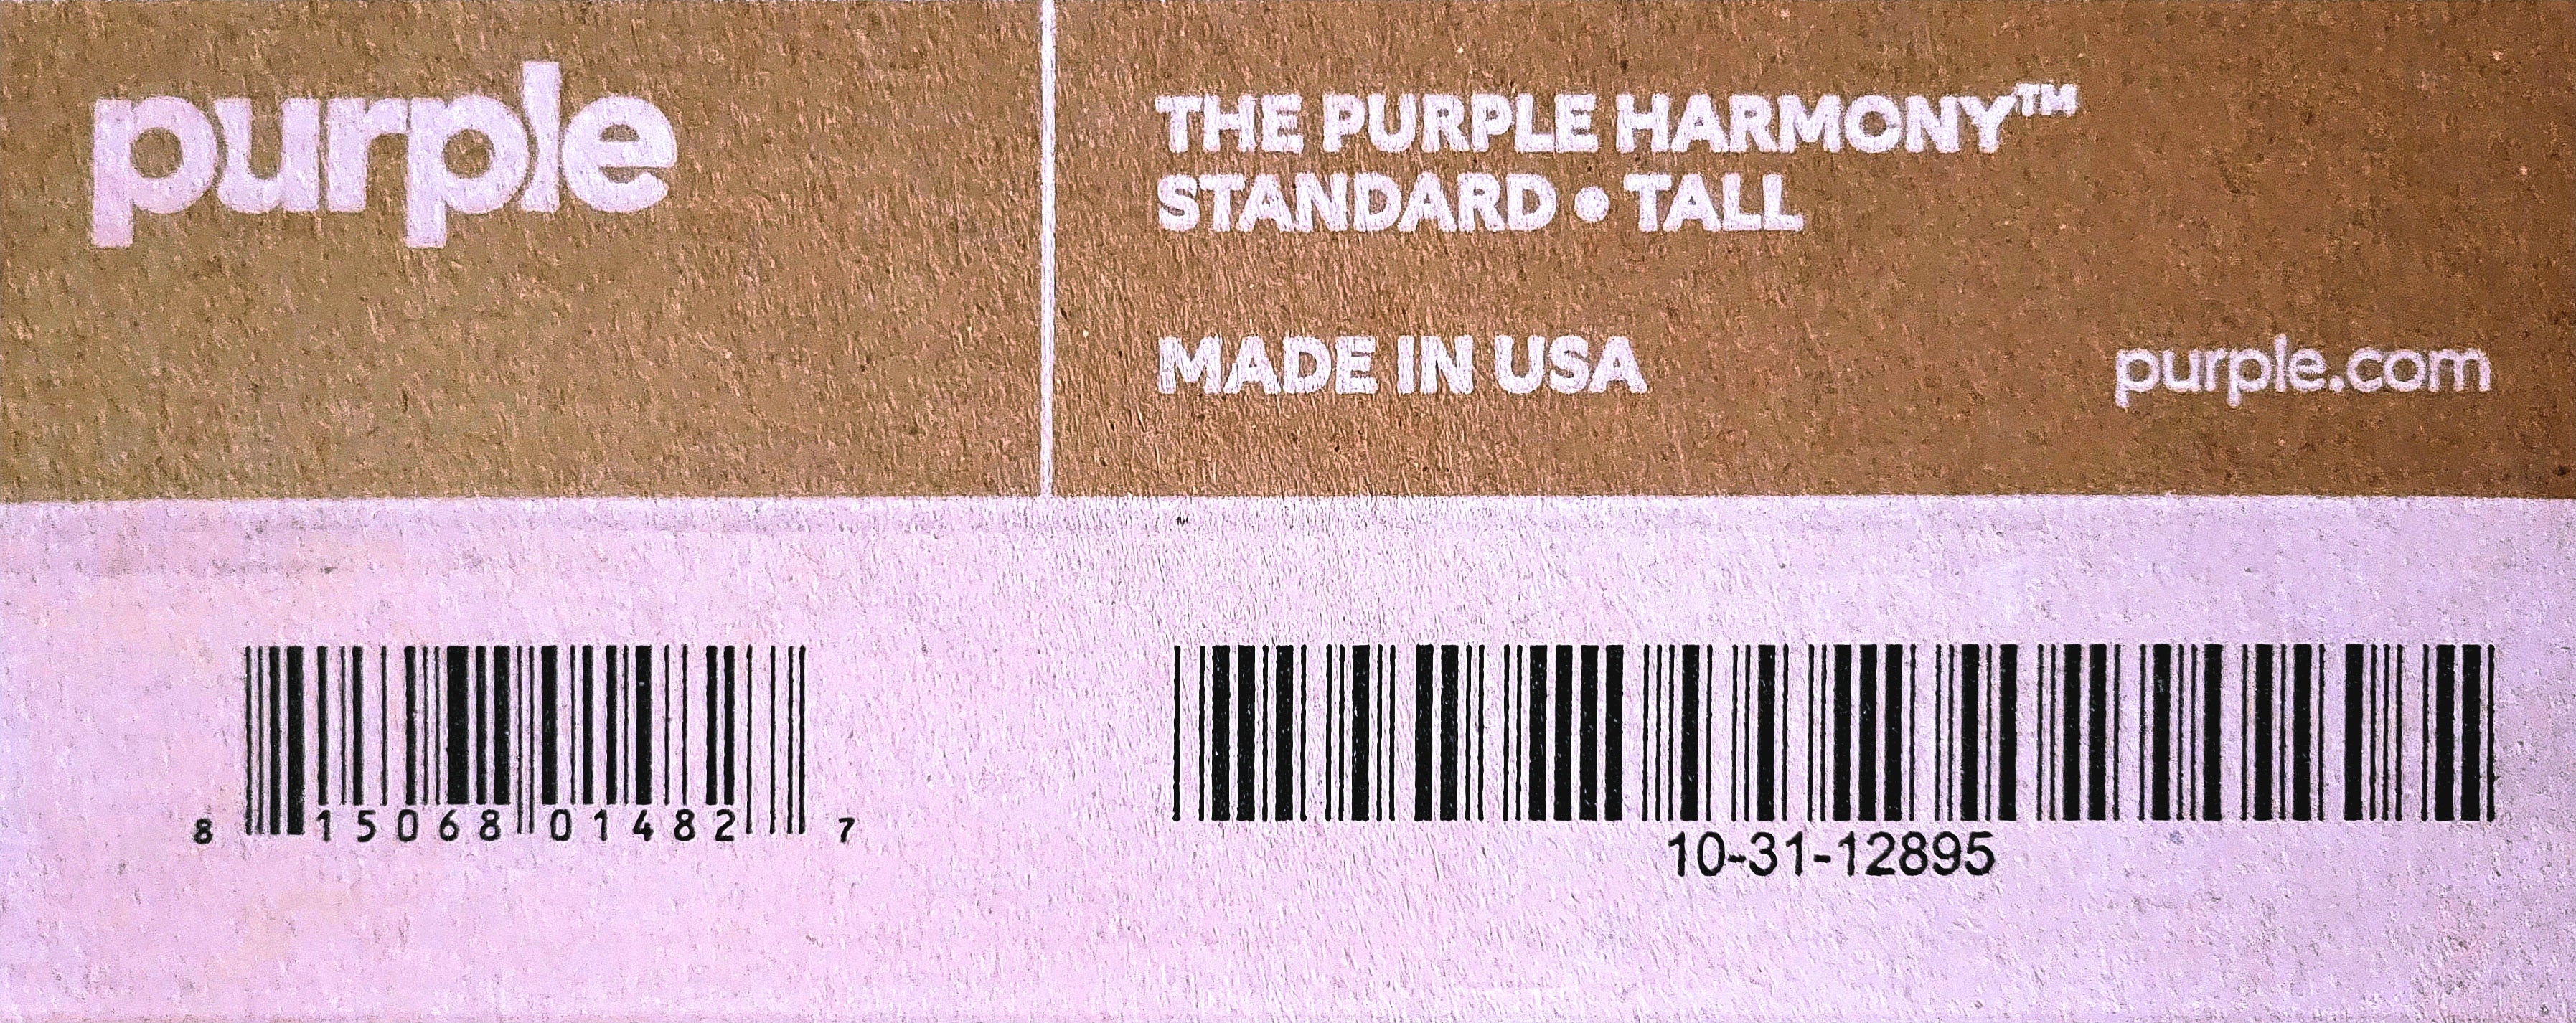 purple
THE PURPLE HARMONY™
STANDARD • TALL
MADE IN USA
purple.com
8 15068 01482 7
10-31-12895